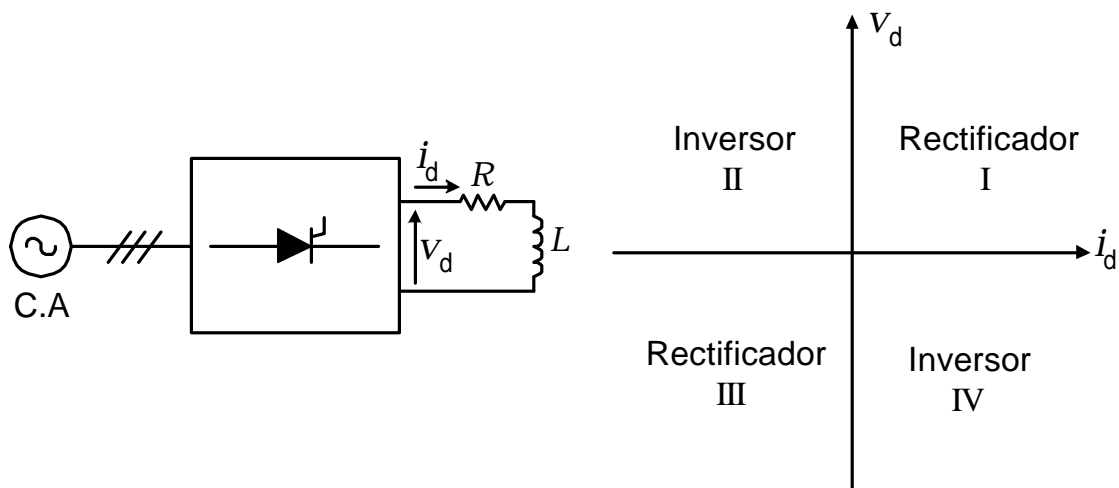 C.A
i_d
R
v_d
L
v_d
Inversor
II
Rectificador
I
i_d
Rectificador
III
Inversor
IV